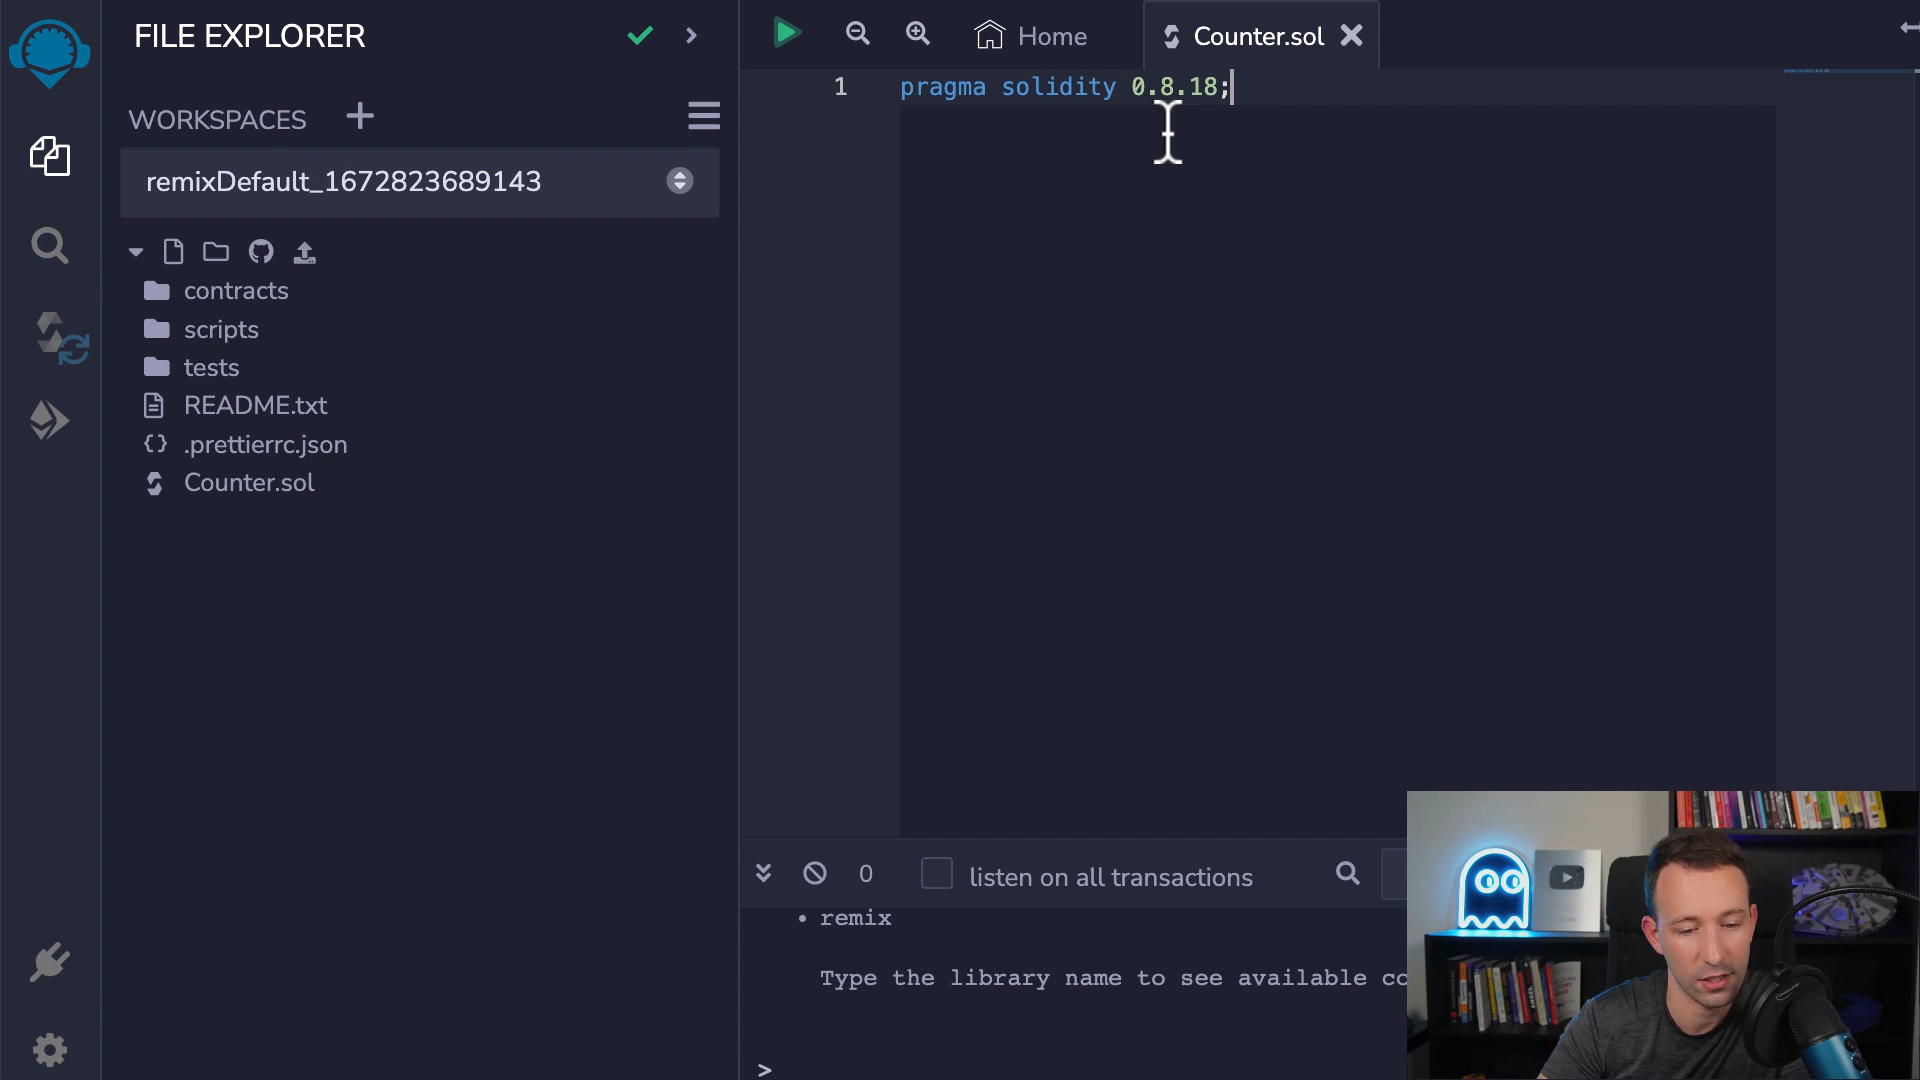 FILE EXPLORER
WORKSPACES
remixDefault_1672823689143
contracts
scripts
tests
README.txt
.prettierrc.json
Counter.sol
Home
Counter.sol
1
pragma solidity 0.8.18;
0
listen on all transactions
• remix
Type the library name to see available co
>